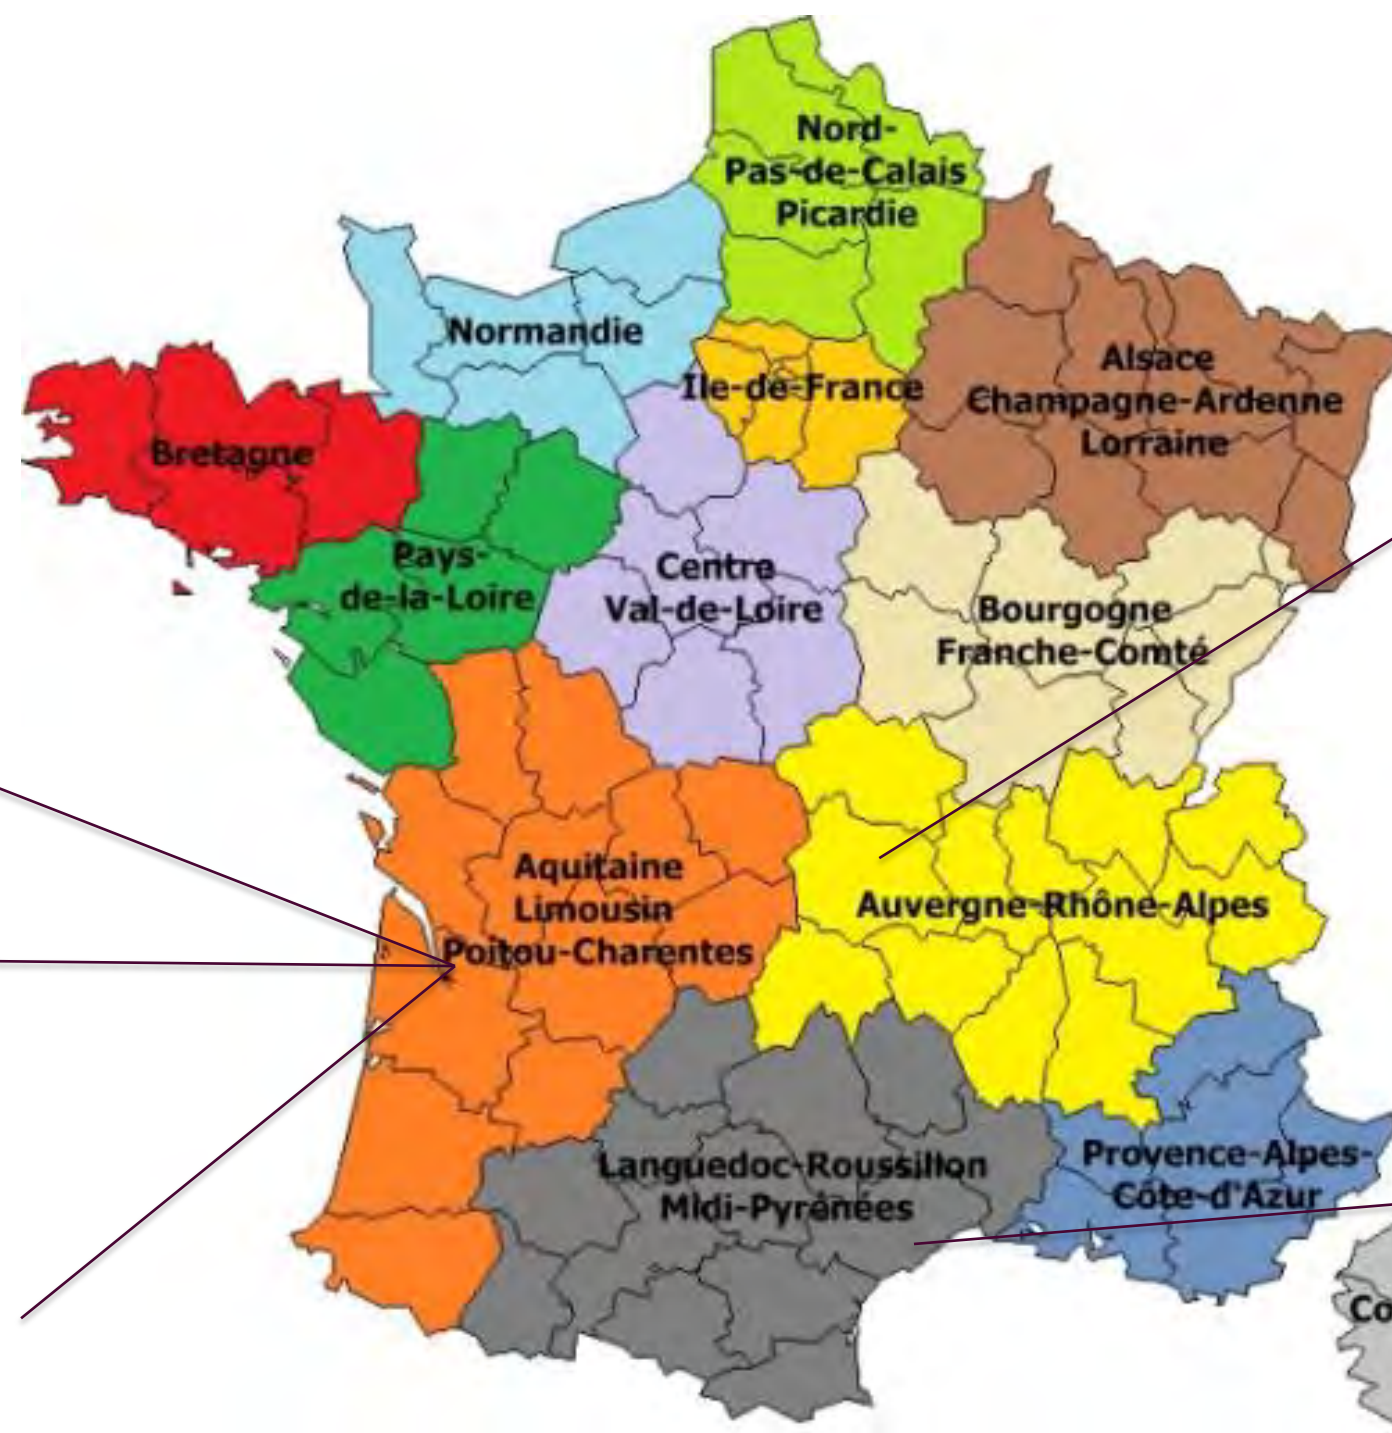 Nord-
Pas-de-Calais
Picardie
Normandie
Ile-de-France
Alsace
Champagne-Ardenne
Lorraine
Bretagne
Pays-
de-la-Loire
Centre
Val-de-Loire
Bourgogne
Franche-Comté
Aquitaine
Limousin
Poitou-Charentes
Auvergne-Rhône-Alpes
Languedoc-Roussillon
Midi-Pyrénées
Provence-Alpes-
Côte-d'Azur
Co